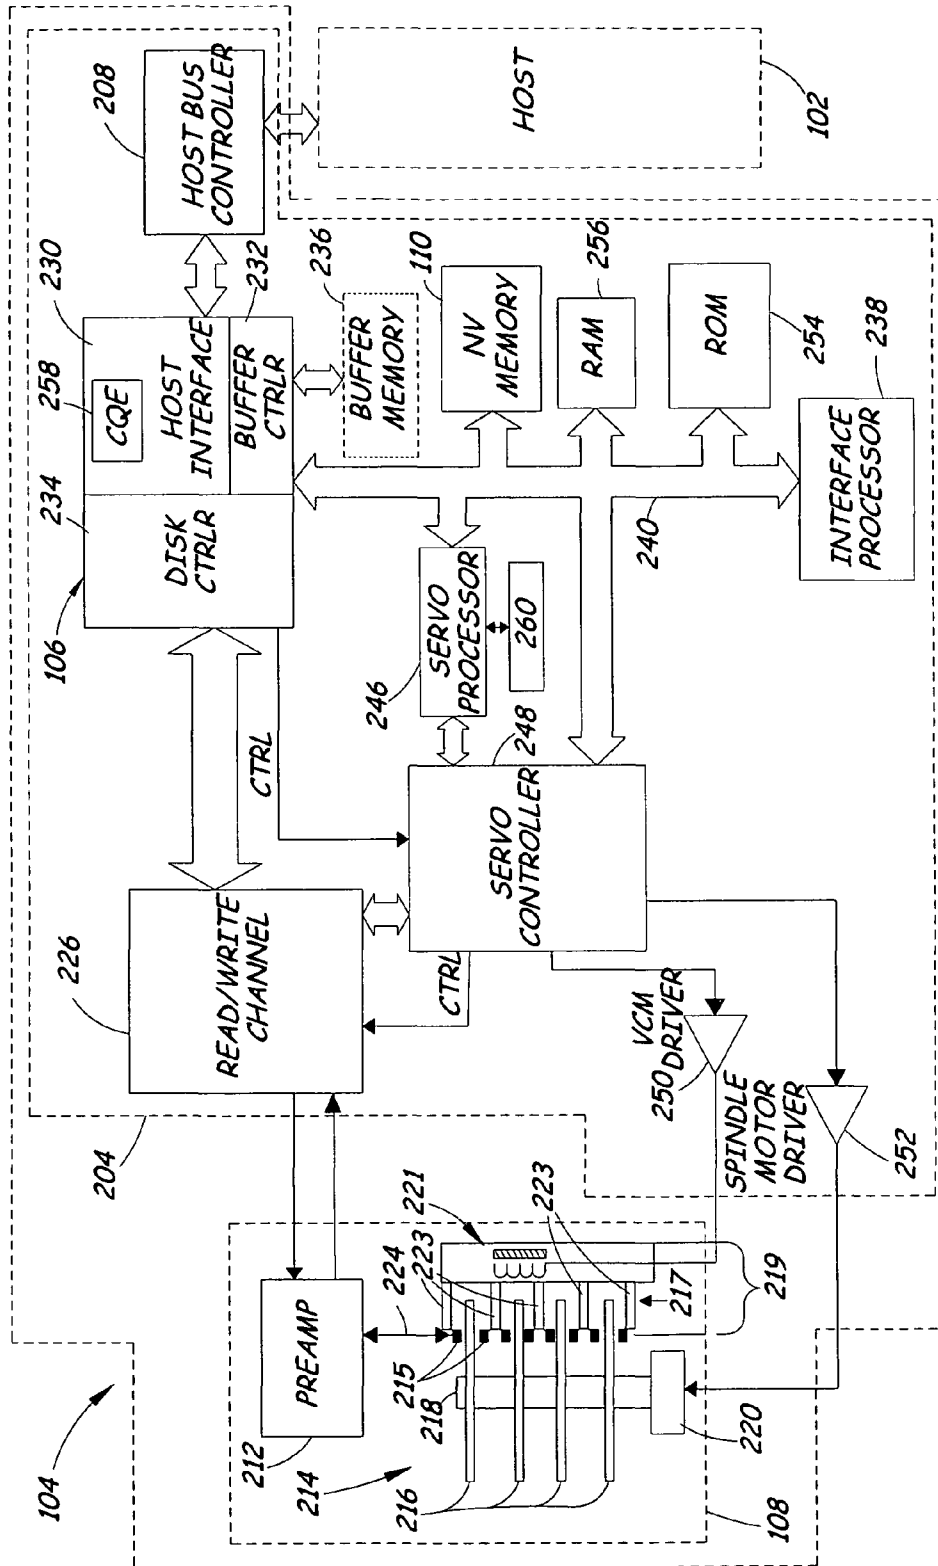 104
PREAMP
212
214
216
218
215
224
223
221
223
217
219
220
108
204
226
READ/WRITE
CHANNEL
CTRL
CTRL
106
234
DISK
CTRLR
258
CQE
230
HOST
INTERFACE
232
BUFFER
CTRLR
208
HOST BUS
CONTROLLER
HOST
102
236
BUFFER
MEMORY
110
NV
MEMORY
256
RAM
ROM
254
238
INTERFACE
PROCESSOR
240
246
SERVO
PROCESSOR
260
248
SERVO
CONTROLLER
VCM
DRIVER
250
SPINDLE
MOTOR
DRIVER
252